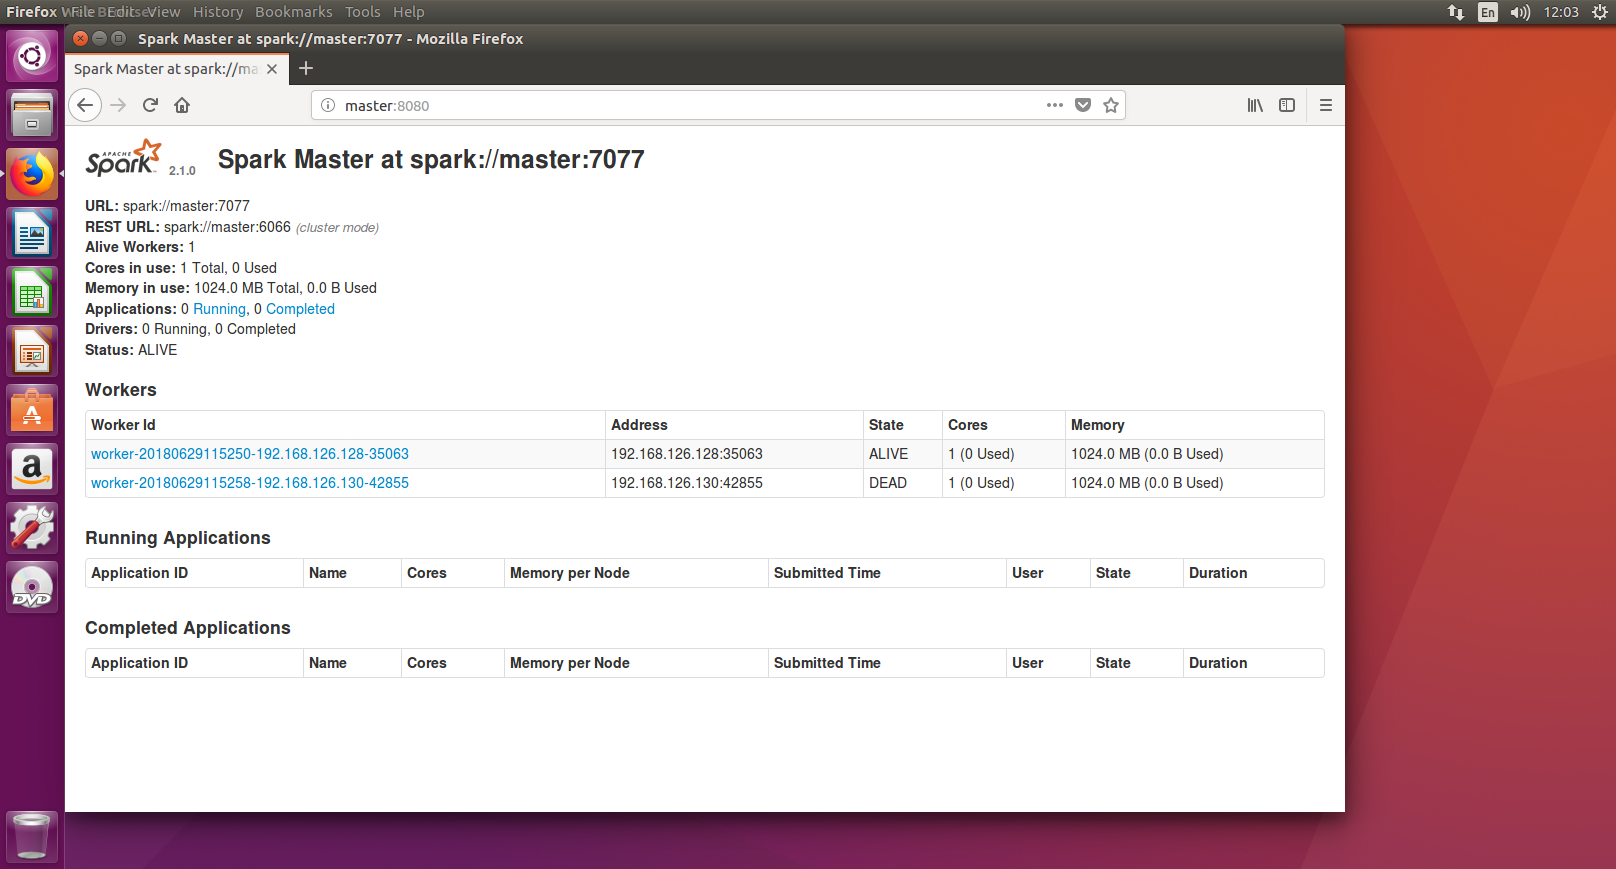 Firefox Web Browser File Edit View History Bookmarks Tools Help En 12:03
Spark Master at spark://master:7077 - Mozilla Firefox
Spark Master at spark://ma
master:8080
APACHE
Spark 2.1.0 Spark Master at spark://master:7077
URL: spark://master:7077
REST URL: spark://master:6066 (cluster mode)
Alive Workers: 1
Cores in use: 1 Total, 0 Used
Memory in use: 1024.0 MB Total, 0.0 B Used
Applications: 0 Running, 0 Completed
Drivers: 0 Running, 0 Completed
Status: ALIVE
Workers
Worker Id Address State Cores Memory
worker-20180629115250-192.168.126.128-35063 192.168.126.128:35063 ALIVE 1 (0 Used) 1024.0 MB (0.0 B Used)
worker-20180629115258-192.168.126.130-42855 192.168.126.130:42855 DEAD 1 (0 Used) 1024.0 MB (0.0 B Used)
Running Applications
Application ID Name Cores Memory per Node Submitted Time User State Duration
Completed Applications
Application ID Name Cores Memory per Node Submitted Time User State Duration
A
a
DVD